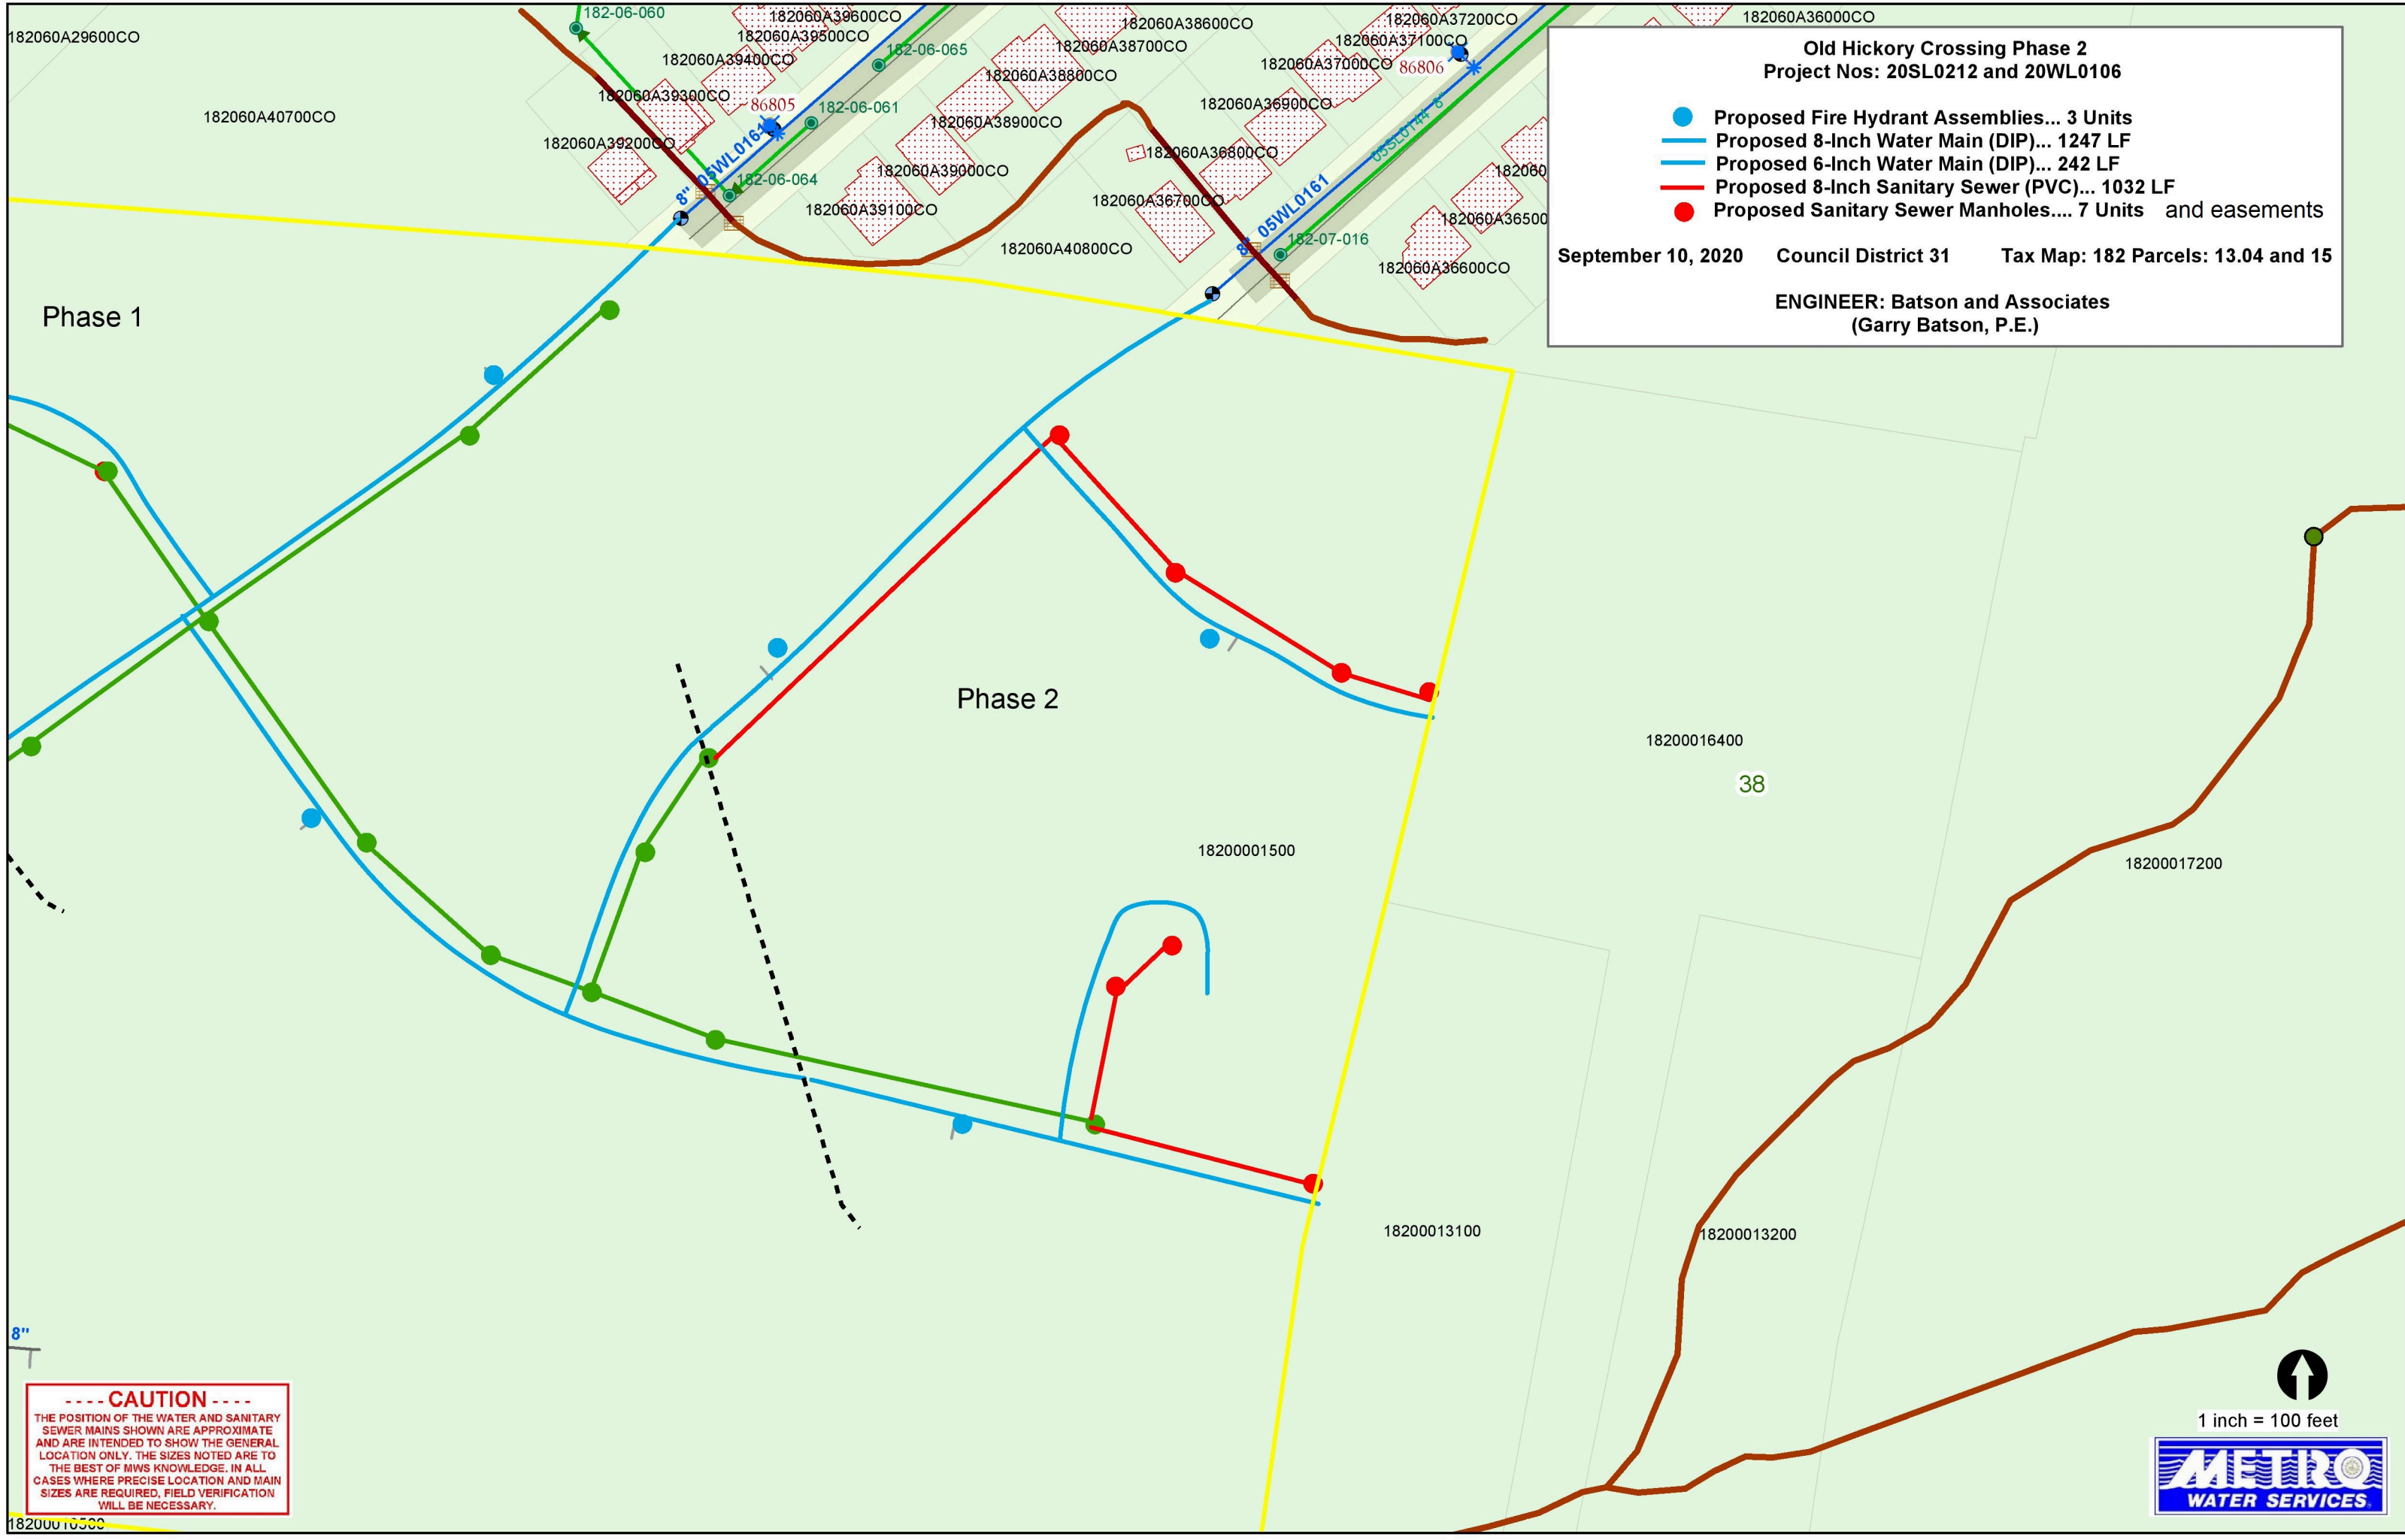 182-06-060
182060A39600CO
182060A38600CO
182060A37200CO
182060A36000CO
182060A29600CO
182060A39500CO
182-06-065
182060A38700CO
182060A37100CO
182060A39400CO
182060A38800CO
182060A37000CO
86806
182060A39300CO
86805
182-06-061
182060A36900CO
05SL0144 8"
182060A40700CO
182060A38900CO
182060A39200CO
8" 05WL0161
182060A36800CO
182060A39000CO
182060
182-06-064
182060A36700CO
182060A39100CO
8" 05WL0161
182060A36500
182-07-016
182060A40800CO
182060A36600CO
Old Hickory Crossing Phase 2
Project Nos: 20SL0212 and 20WL0106
Proposed Fire Hydrant Assemblies... 3 Units
Proposed 8-Inch Water Main (DIP)... 1247 LF
Proposed 6-Inch Water Main (DIP)... 242 LF
Proposed 8-Inch Sanitary Sewer (PVC)... 1032 LF
Proposed Sanitary Sewer Manholes.... 7 Units and easements
September 10, 2020 Council District 31 Tax Map: 182 Parcels: 13.04 and 15
ENGINEER: Batson and Associates
(Garry Batson, P.E.)
Phase 1
Phase 2
18200016400
38
18200001500
18200017200
18200013100
18200013200
8"
---- CAUTION ----
THE POSITION OF THE WATER AND SANITARY
SEWER MAINS SHOWN ARE APPROXIMATE
AND ARE INTENDED TO SHOW THE GENERAL
LOCATION ONLY. THE SIZES NOTED ARE TO
THE BEST OF MWS KNOWLEDGE. IN ALL
CASES WHERE PRECISE LOCATION AND MAIN
SIZES ARE REQUIRED, FIELD VERIFICATION
WILL BE NECESSARY.
18200010500
1 inch = 100 feet
METRO
WATER SERVICES